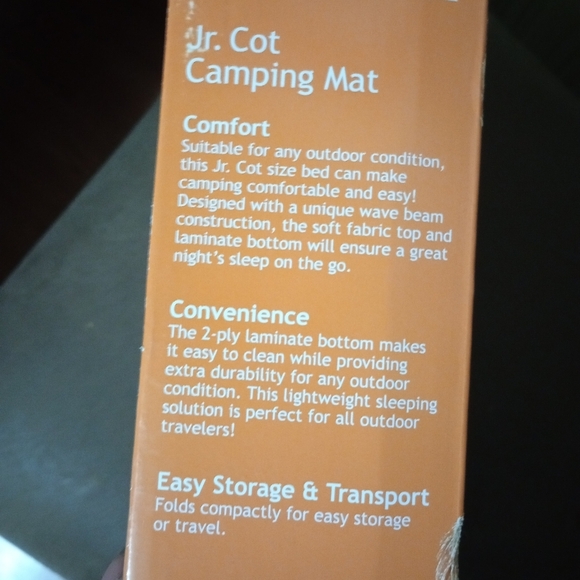 Jr. Cot
Camping Mat
Comfort
Suitable for any outdoor condition,
this Jr. Cot size bed can make
camping comfortable and easy!
Designed with a unique wave beam
construction, the soft fabric top and
laminate bottom will ensure a great
night's sleep on the go.
Convenience
The 2-ply laminate bottom makes
it easy to clean while providing
extra durability for any outdoor
condition. This lightweight sleeping
solution is perfect for all outdoor
travelers!
Easy Storage & Transport
Folds compactly for easy storage
or travel.